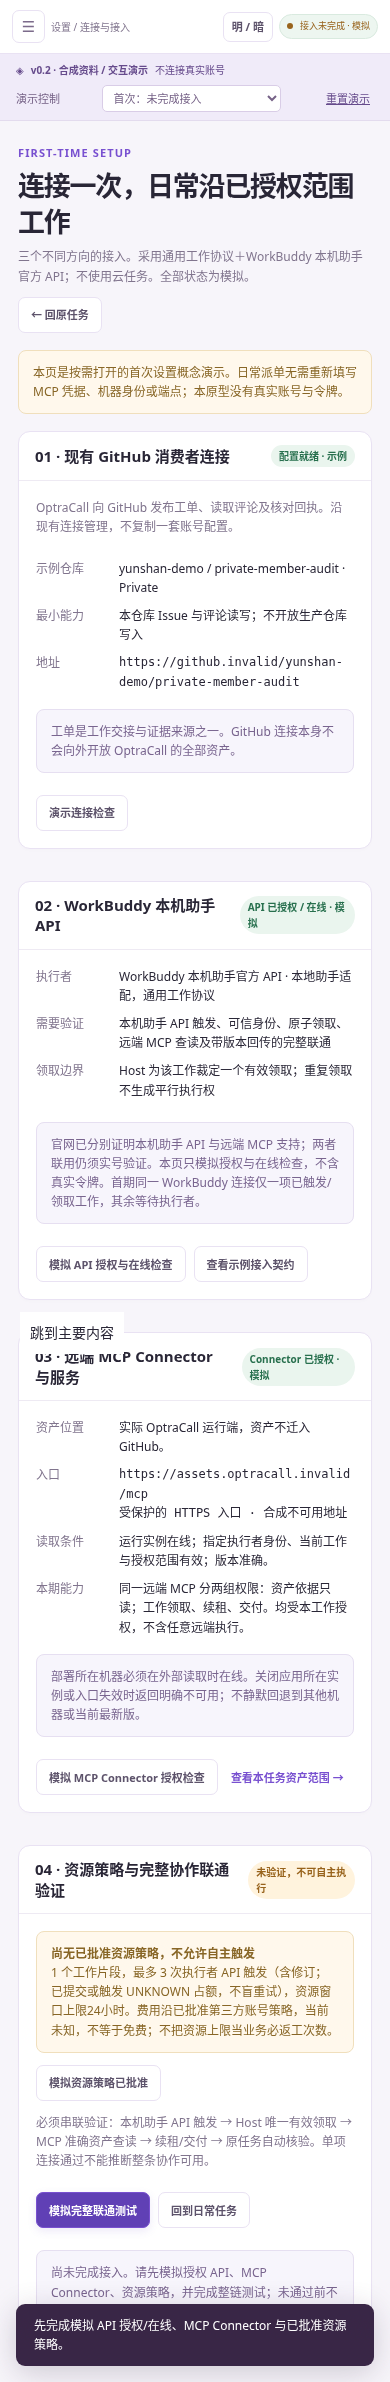 ☰ 设置 / 连接与接入 明 / 暗 ● 接入未完成 · 模拟
◈ v0.2 · 合成资料 / 交互演示 不连接真实账号
演示控制 首次：未完成接入 重置演示
FIRST-TIME SETUP
连接一次，日常沿已授权范围
工作
三个不同方向的接入。采用通用工作协议＋WorkBuddy 本机助手
官方 API；不使用云任务。全部状态为模拟。
← 回原任务
本页是按需打开的首次设置概念演示。日常派单无需重新填写
MCP 凭据、机器身份或端点；本原型没有真实账号与令牌。
01 · 现有 GitHub 消费者连接 配置就绪 · 示例
OptraCall 向 GitHub 发布工单、读取评论及核对回执。沿
现有连接管理，不复制一套账号配置。
示例仓库 yunshan-demo / private-member-audit ·
Private
最小能力 本仓库 Issue 与评论读写；不开放生产仓库
写入
地址 https://github.invalid/yunshan-
demo/private-member-audit
工单是工作交接与证据来源之一。GitHub 连接本身不
会向外开放 OptraCall 的全部资产。
演示连接检查
02 · WorkBuddy 本机助手
API
API 已授权 / 在线 · 模
拟
执行者 WorkBuddy 本机助手官方 API · 本地助手适
配，通用工作协议
需要验证 本机助手 API 触发、可信身份、原子领取、
远端 MCP 查读及带版本回传的完整联通
领取边界 Host 为该工作裁定一个有效领取；重复领取
不生成平行执行权
官网已分别证明本机助手 API 与远端 MCP 支持；两者
联用仍须实号验证。本页只模拟授权与在线检查，不含
真实令牌。首期同一 WorkBuddy 连接仅一项已触发/
领取工作，其余等待执行者。
模拟 API 授权与在线检查 查看示例接入契约
跳到主要内容
03 · 远端 MCP Connector
与服务
Connector 已授权 ·
模拟
资产位置 实际 OptraCall 运行端，资产不迁入
GitHub。
入口 https://assets.optracall.invalid
/mcp
受保护的 HTTPS 入口 · 合成不可用地址
读取条件 运行实例在线；指定执行者身份、当前工作
与授权范围有效；版本准确。
本期能力 同一远端 MCP 分两组权限：资产依据只
读；工作领取、续租、交付。均受本工作授
权，不含任意远端执行。
部署所在机器必须在外部读取时在线。关闭应用所在实
例或入口失效时返回明确不可用；不静默回退到其他机
器或当前最新版。
模拟 MCP Connector 授权检查 查看本任务资产范围 →
04 · 资源策略与完整协作联通
验证
未验证，不可自主执
行
尚无已批准资源策略，不允许自主触发
1 个工作片段，最多 3 次执行者 API 触发（含修订；
已提交或触发 UNKNOWN 占额，不盲重试），资源窗
口上限24小时。费用沿已批准第三方账号策略，当前
未知，不等于免费；不把资源上限当业务必返工次数。
模拟资源策略已批准
必须串联验证：本机助手 API 触发 → Host 唯一有效领取 →
MCP 准确资产查读 → 续租/交付 → 原任务自动核验。单项
连接通过不能推断整条协作可用。
模拟完整联通测试 回到日常任务
尚未完成接入。请先模拟授权 API、MCP
Connector、资源策略，并完成整链测试；未通过前不
先完成模拟 API 授权/在线、MCP Connector 与已批准资源
策略。